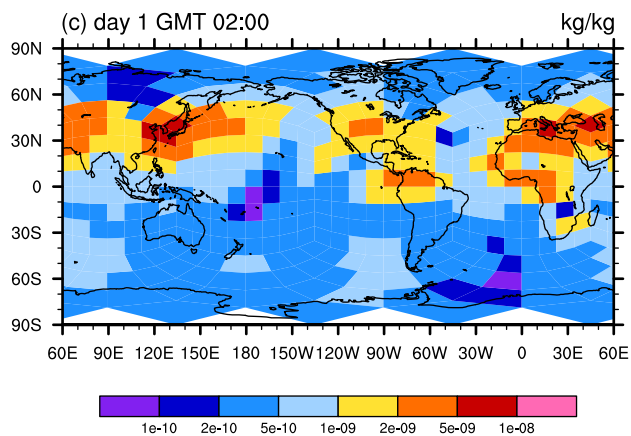 (c) day 1 GMT 02:00 kg/kg
90N
60N
30N
0
30S
60S
90S
60E 90E 120E 150E 180 150W 120W 90W 60W 30W 0 30E 60E
1e-10 2e-10 5e-10 1e-09 2e-09 5e-09 1e-08